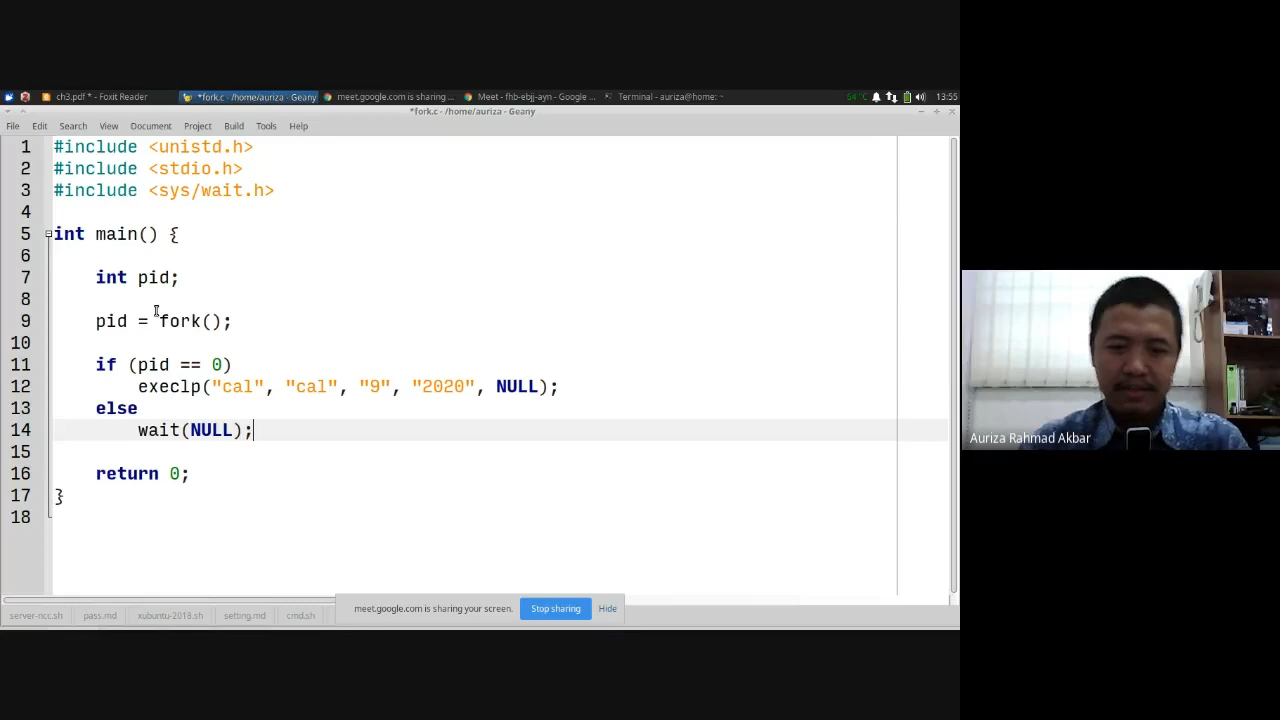 ch3.pdf * - Foxit Reader
*fork.c - /home/auriza - Geany
meet.google.com is sharing ...
Meet - fhb-ebjj-ayn - Google ...
Terminal - auriza@home: ~
54°C
13:55
*fork.c - /home/auriza - Geany
File Edit Search View Document Project Build Tools Help
1 #include <unistd.h>
2 #include <stdio.h>
3 #include <sys/wait.h>
4
5 int main() {
6
7 int pid;
8
9 pid = fork();
10
11 if (pid == 0)
12 execlp("cal", "cal", "9", "2020", NULL);
13 else
14 wait(NULL);
15
16 return 0;
17 }
18
Auriza Rahmad Akbar
meet.google.com is sharing your screen. Stop sharing Hide
server-ncc.sh pass.md xubuntu-2018.sh setting.md cmd.sh